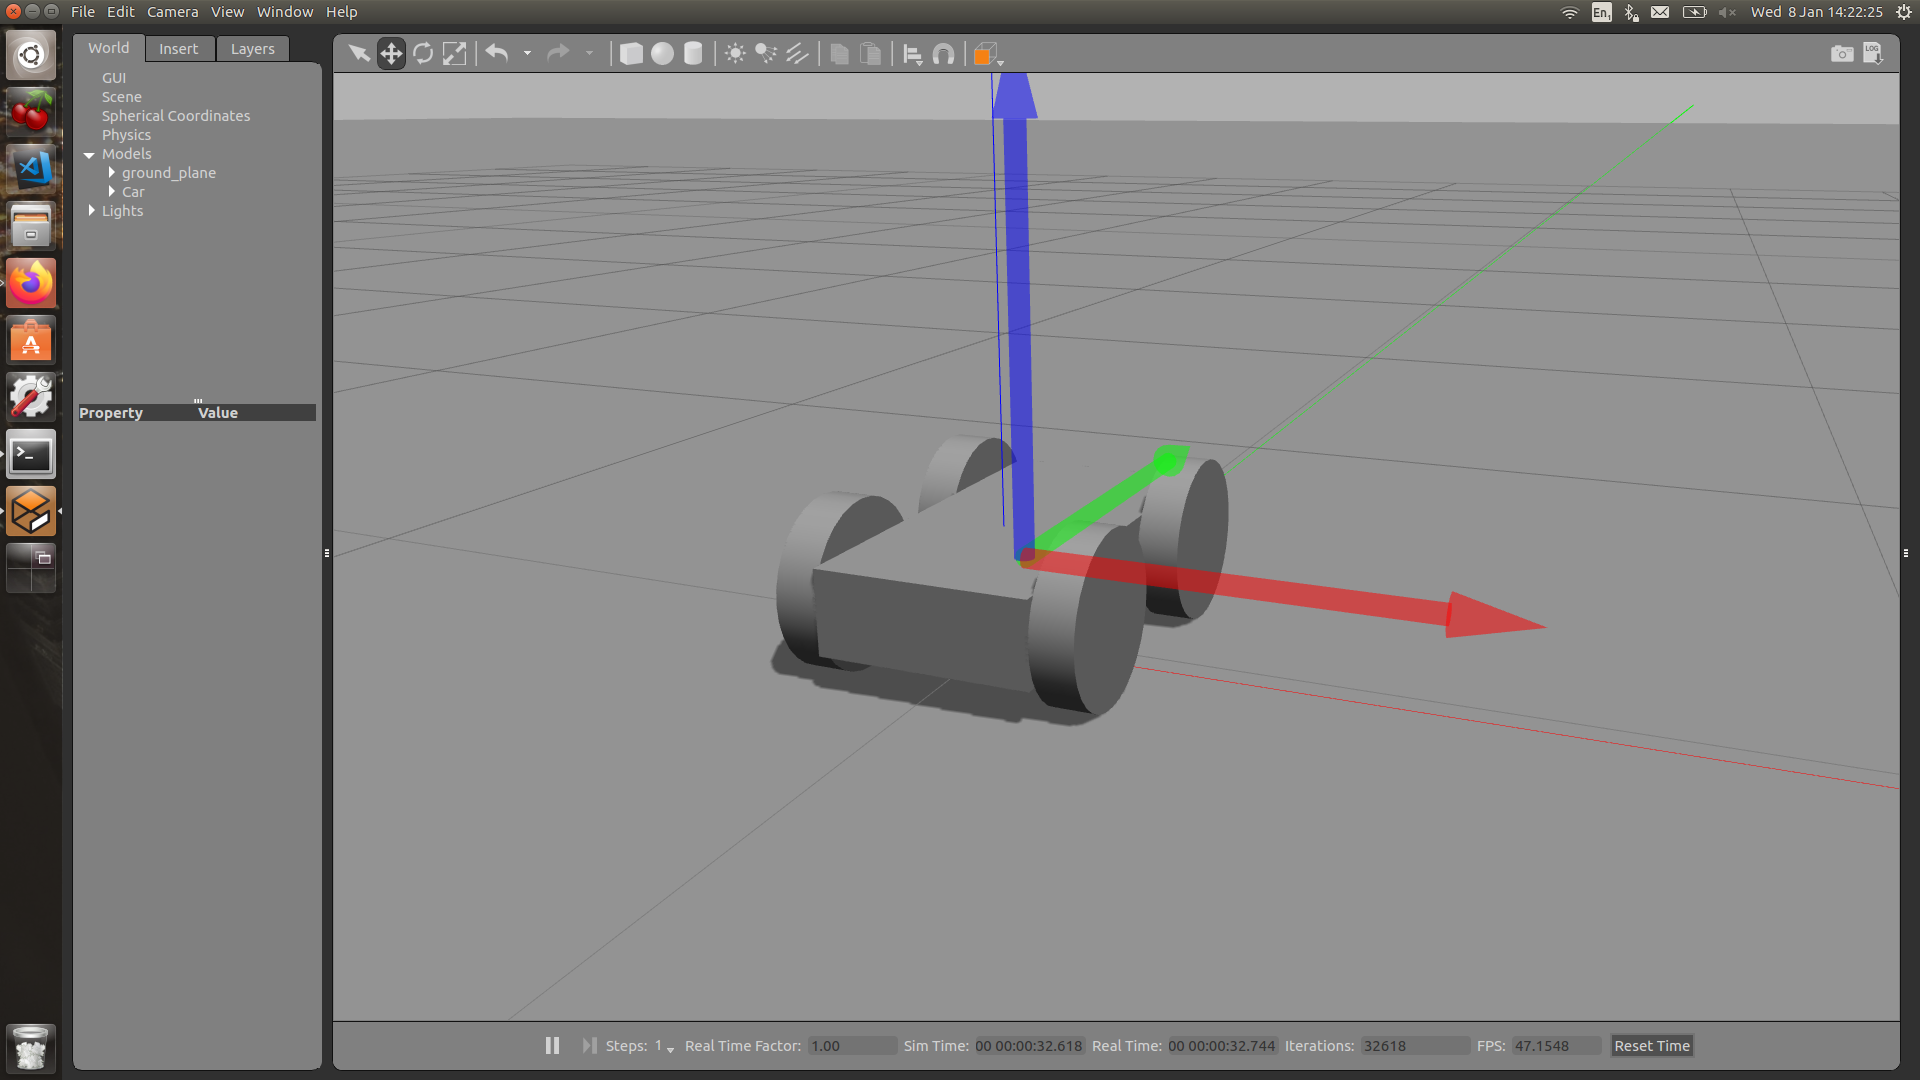 File Edit Camera View Window Help
En1 Wed 8 Jan 14:22:25
World Insert Layers
LOG
GUI
Scene
Spherical Coordinates
Physics
Models
ground_plane
Car
Lights
Property Value
Steps: 1 Real Time Factor: 1.00 Sim Time: 00 00:00:32.618 Real Time: 00 00:00:32.744 Iterations: 32618 FPS: 47.1548 Reset Time